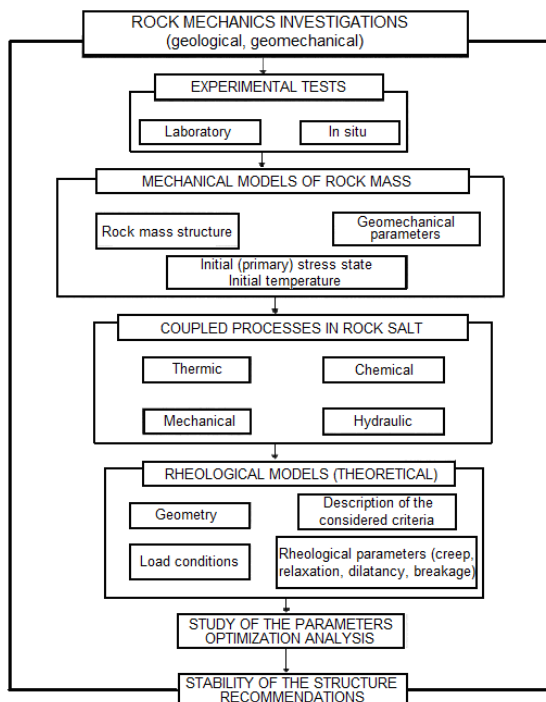 ROCK MECHANICS INVESTIGATIONS
(geological, geomechanical)
EXPERIMENTAL TESTS
Laboratory
In situ
MECHANICAL MODELS OF ROCK MASS
Rock mass structure
Geomechanical
parameters
Initial (primary) stress state
Initial temperature
COUPLED PROCESSES IN ROCK SALT
Thermic
Chemical
Mechanical
Hydraulic
RHEOLOGICAL MODELS (THEORETICAL)
Geometry
Description of the
considered criteria
Load conditions
Rheological parameters (creep,
relaxation, dilatancy, breakage)
STUDY OF THE PARAMETERS
OPTIMIZATION ANALYSIS
STABILITY OF THE STRUCTURE
RECOMMENDATIONS